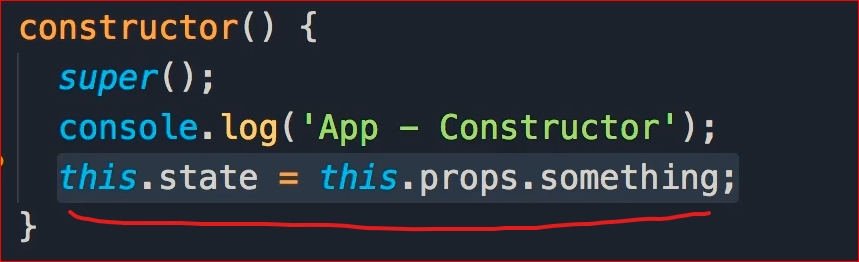 constructor() {
super();
console.log('App - Constructor');
this.state = this.props.something;
}